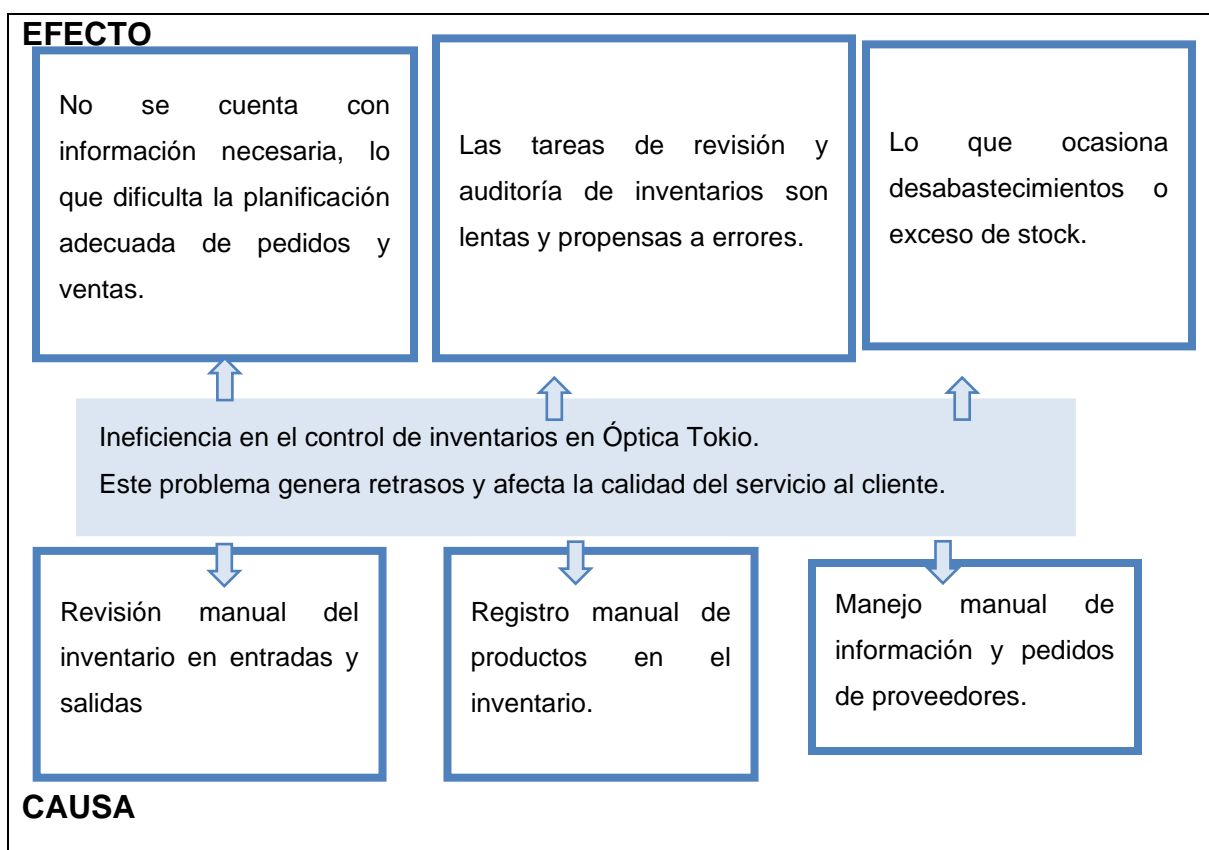 EFECTO
No se cuenta con
información necesaria, lo
que dificulta la planificación
adecuada de pedidos y
ventas.
Las tareas de revisión y
auditoría de inventarios son
lentas y propensas a errores.
Lo que ocasiona
desabastecimientos o
exceso de stock.
Ineficiencia en el control de inventarios en Óptica Tokio.
Este problema genera retrasos y afecta la calidad del servicio al cliente.
Revisión manual del
inventario en entradas y
salidas
Registro manual de
productos en el
inventario.
Manejo manual de
información y pedidos
de proveedores.
CAUSA